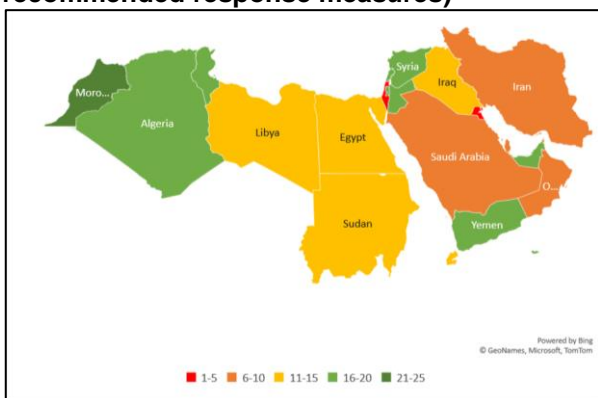 recommended response measures)
Syria
Moro...
Iraq
Iran
Algeria
Libya
Egypt
Saudi Arabia
O...
Sudan
Yemen
Powered by Bing
© GeoNames, Microsoft, TomTom
1-5 6-10 11-15 16-20 21-25